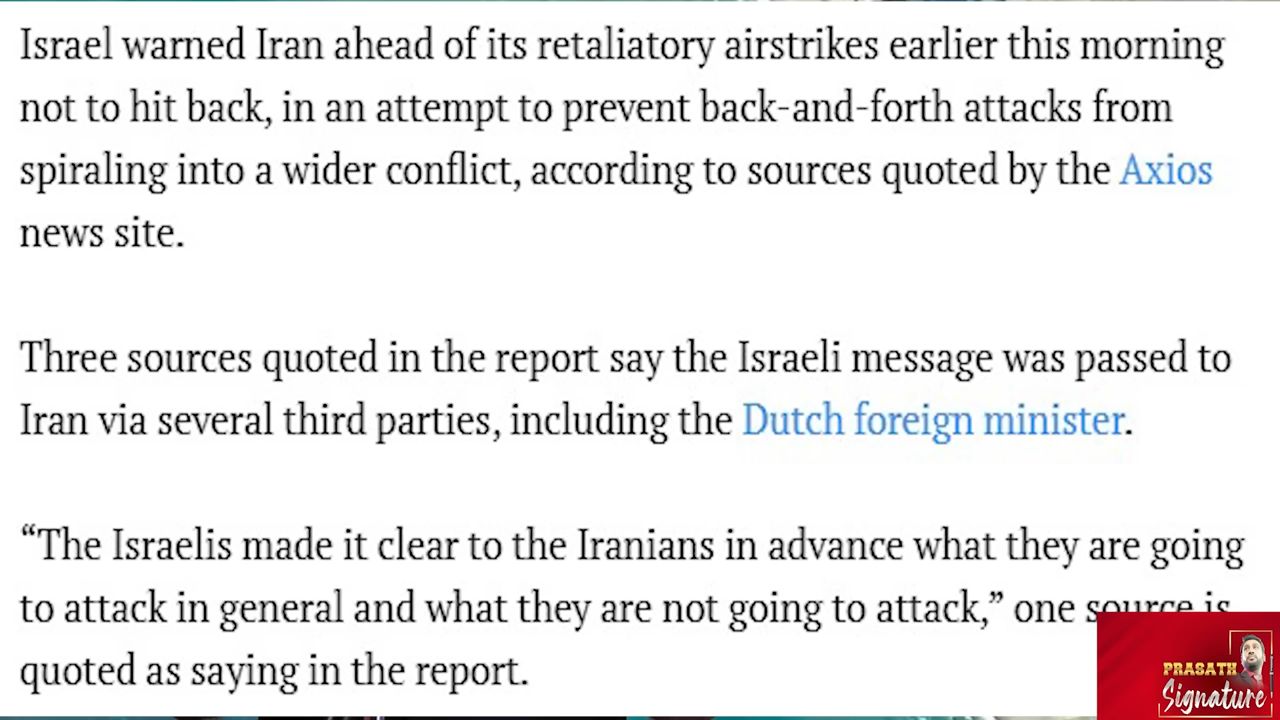 Israel warned Iran ahead of its retaliatory airstrikes earlier this morning
not to hit back, in an attempt to prevent back-and-forth attacks from
spiraling into a wider conflict, according to sources quoted by the Axios
news site.
Three sources quoted in the report say the Israeli message was passed to
Iran via several third parties, including the Dutch foreign minister.
“The Israelis made it clear to the Iranians in advance what they are going
to attack in general and what they are not going to attack,” one source is
quoted as saying in the report.
PRASATH
Signature